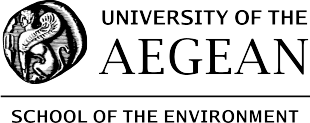 UNIVERSITY OF THE
AEGEAN
SCHOOL OF THE ENVIRONMENT